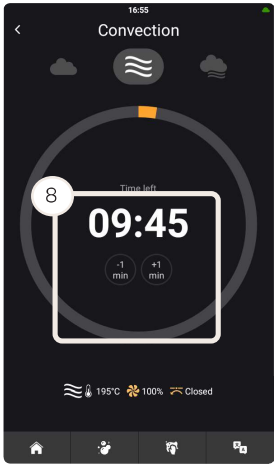 16:55
Convection
8
Time left
09:45
-1 min
+1 min
195°C 100% Closed